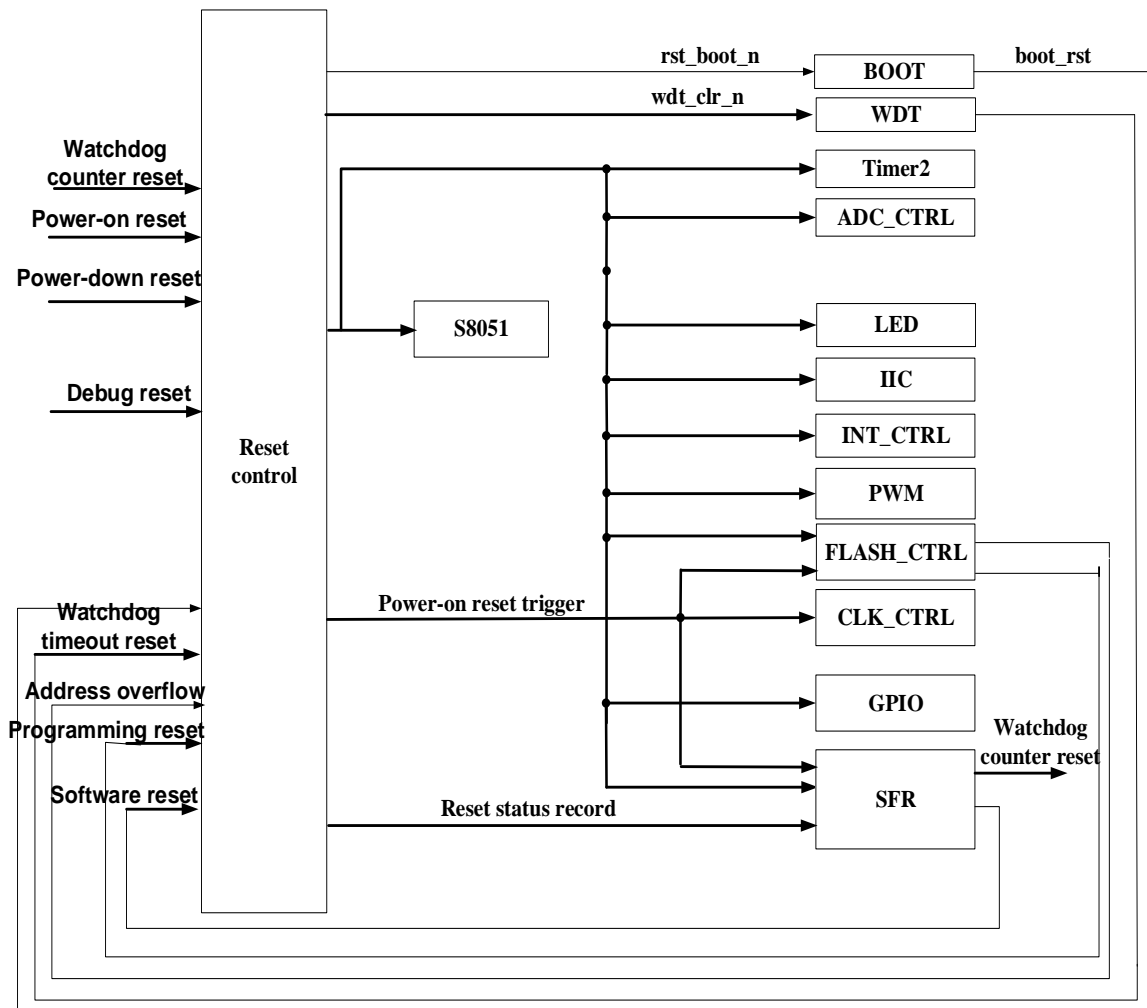 rst_boot_n
BOOT
boot_rst
wdt_clr_n
WDT
Watchdog
counter reset
Timer2
Power-on reset
ADC_CTRL
Power-down reset
S8051
LED
IIC
Debug reset
INT_CTRL
Reset
control
PWM
FLASH_CTRL
Watchdog
timeout reset
Power-on reset trigger
CLK_CTRL
Address overflow
GPIO
Programming reset
Watchdog
counter reset
Software reset
Reset status record
SFR